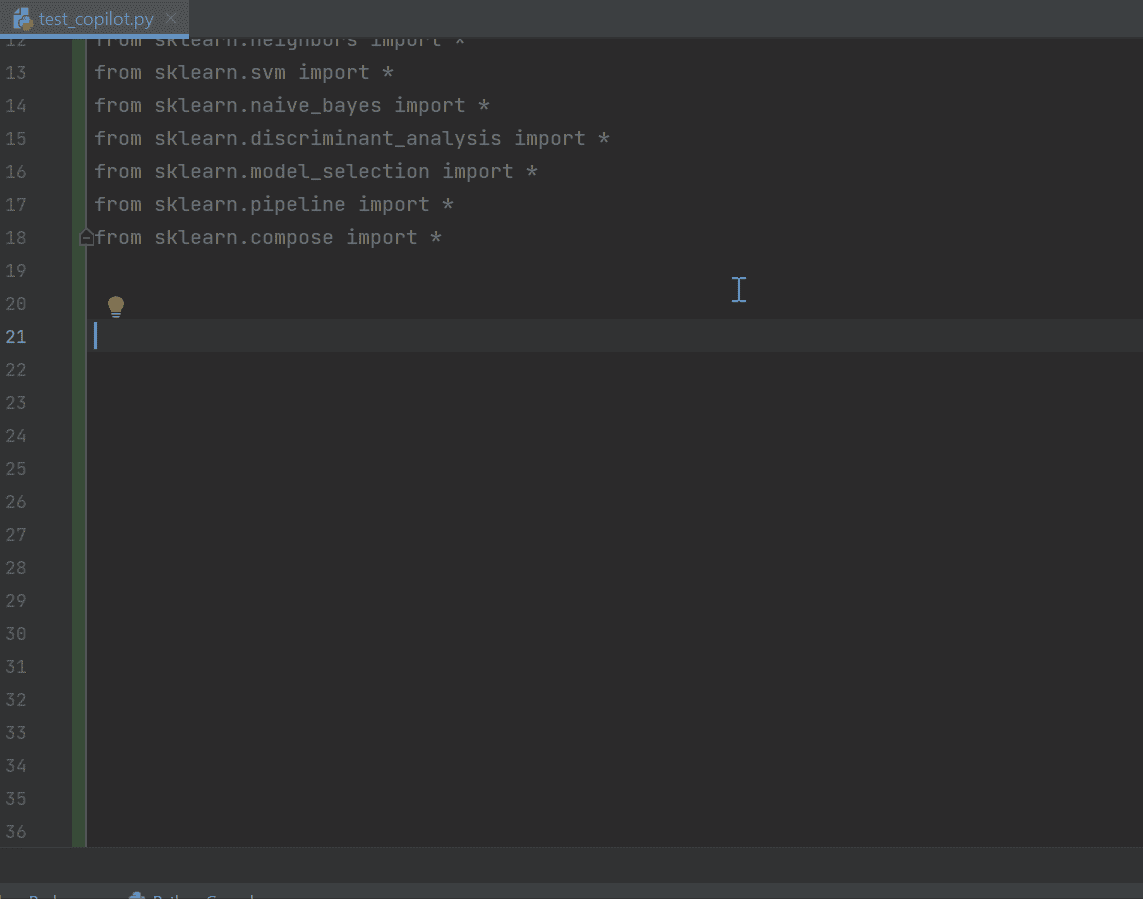 test_copilot.py
12 from sklearn.neighbors import *
13 from sklearn.svm import *
14 from sklearn.naive_bayes import *
15 from sklearn.discriminant_analysis import *
16 from sklearn.model_selection import *
17 from sklearn.pipeline import *
18 from sklearn.compose import *
19
20
21
22
23
24
25
26
27
28
29
30
31
32
33
34
35
36